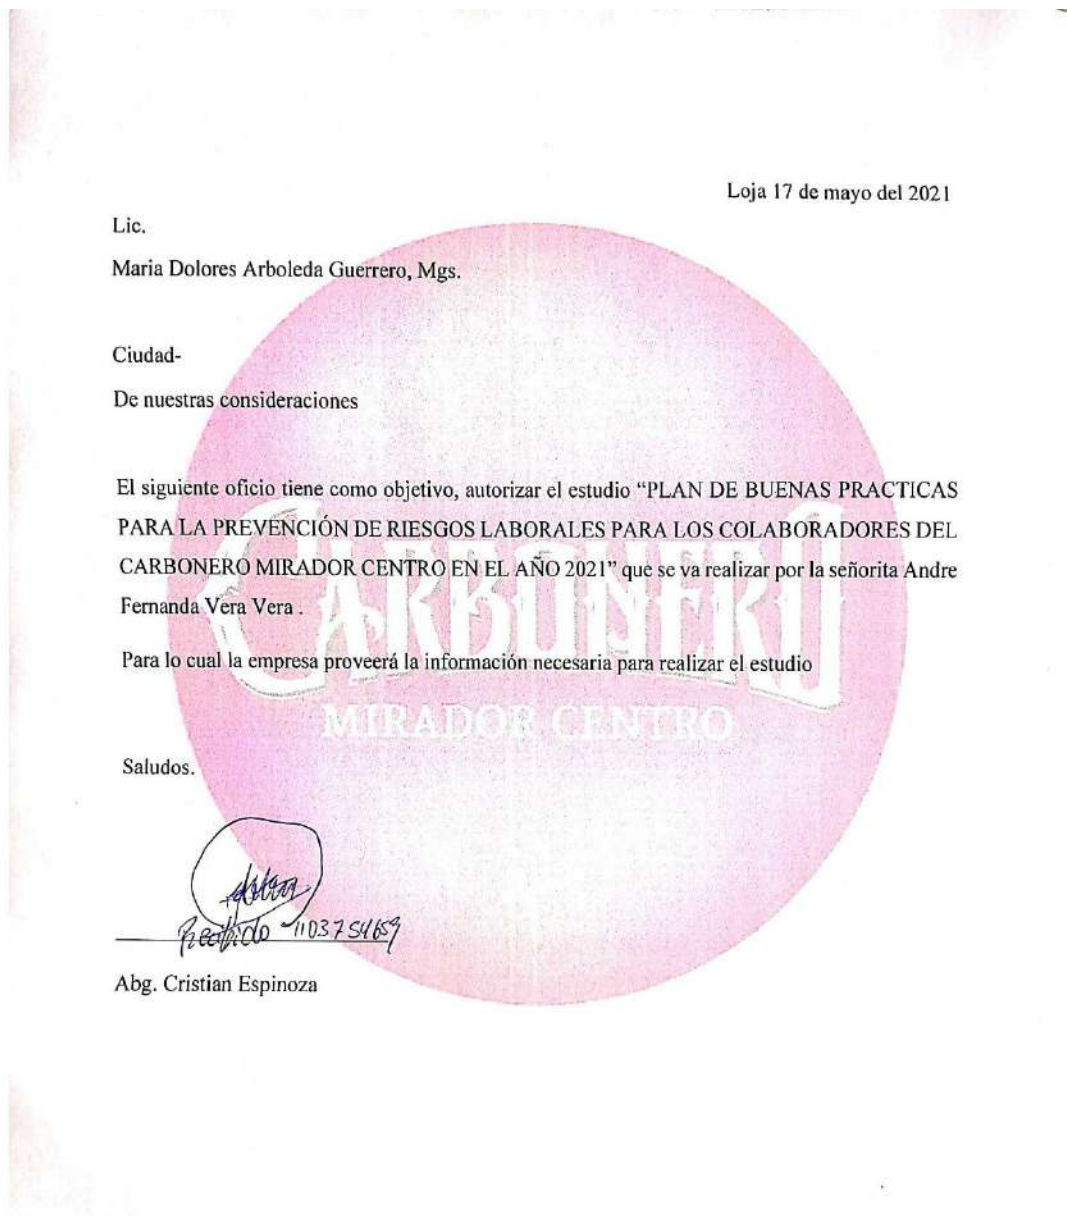 Loja 17 de mayo del 2021
Lic.
Maria Dolores Arboleda Guerrero, Mgs.
Ciudad-
De nuestras consideraciones
El siguiente oficio tiene como objetivo, autorizar el estudio “PLAN DE BUENAS PRACTICAS
PARA LA PREVENCIÓN DE RIESGOS LABORALES PARA LOS COLABORADORES DEL
CARBONERO MIRADOR CENTRO EN EL AÑO 2021” que se va realizar por la señorita Andre
Fernanda Vera Vera .
CARBONERO
Para lo cual la empresa proveerá la información necesaria para realizar el estudio
MIRADOR CENTRO
Saludos.
Recibido 1103754659
Abg. Cristian Espinoza